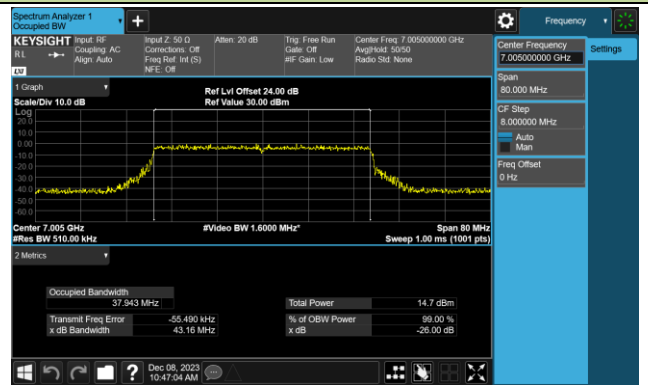 Spectrum Analyzer 1
Occupied BW
Frequency
KEYSIGHT
RL
LXI
Input: RF
Coupling: AC
Align: Auto
Input Z: 50 Ω
Corrections: Off
Freq Ref: Int (S)
NFE: Off
Atten: 20 dB
Trig: Free Run
Gate: Off
#IF Gain: Low
Center Freq: 7.005000000 GHz
Avg|Hold: 50/50
Radio Std: None
1 Graph
Scale/Div 10.0 dB
Ref Lvl Offset 24.00 dB
Ref Value 30.00 dBm
Log
20.0
10.0
0.00
-10.0
-20.0
-30.0
-40.0
-50.0
-60.0
Center 7.005 GHz
#Res BW 510.00 kHz
#Video BW 1.6000 MHz*
Span 80 MHz
Sweep 1.00 ms (1001 pts)
2 Metrics
Occupied Bandwidth
37.943 MHz
Transmit Freq Error -55.490 kHz
x dB Bandwidth 43.16 MHz
Total Power 14.7 dBm
% of OBW Power 99.00 %
x dB -26.00 dB
Center Frequency
7.005000000 GHz
Settings
Span
80.000 MHz
CF Step
8.000000 MHz
Auto
Man
Freq Offset
0 Hz
?
Dec 08, 2023
10:47:04 AM